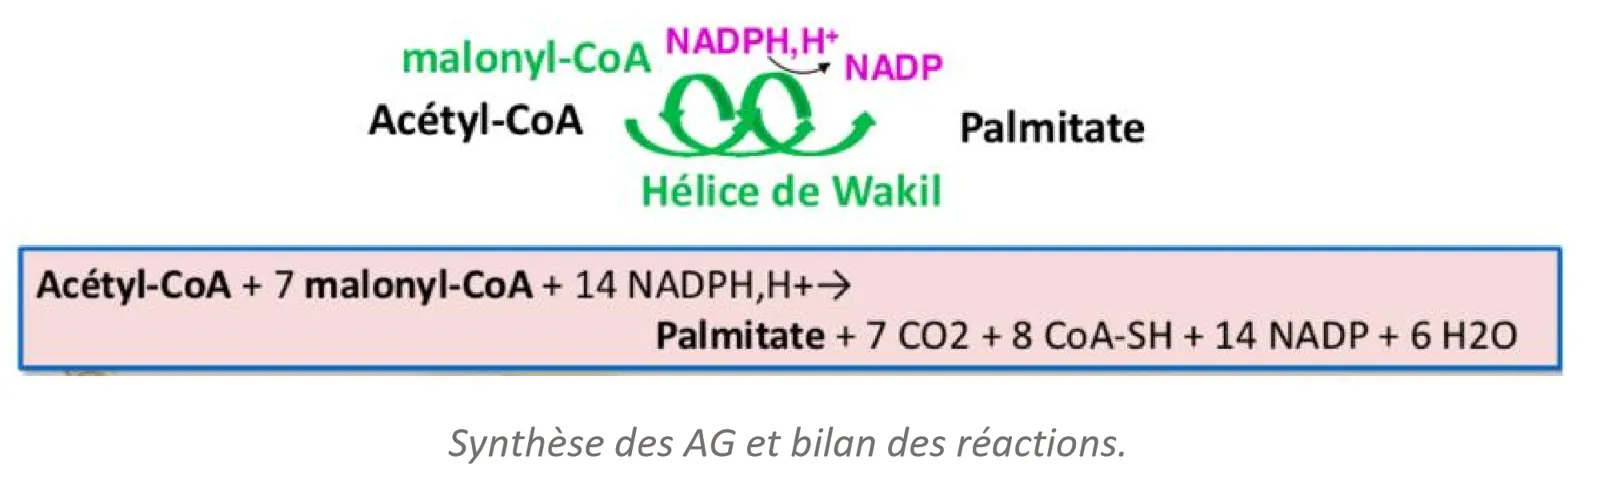 malonyl-CoA NADPH,H+ NADP
Acétyl-CoA Palmitate
Hélice de Wakil
Acétyl-CoA + 7 malonyl-CoA + 14 NADPH,H+→
Palmitate + 7 CO2 + 8 CoA-SH + 14 NADP + 6 H2O
Synthèse des AG et bilan des réactions.